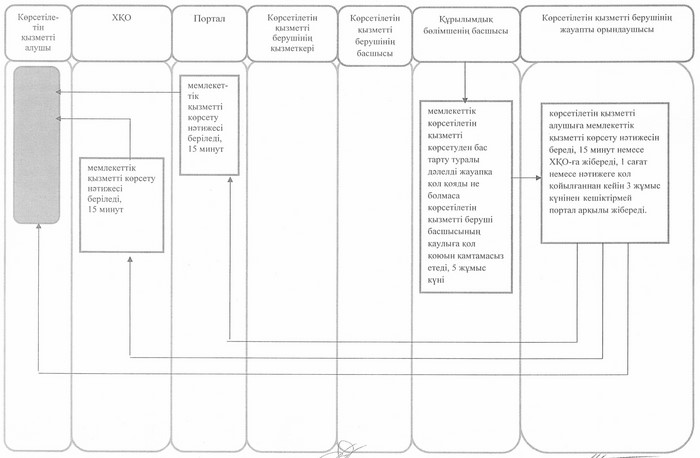 Көрсетіле-
тін
қызметті
алушы
ХҚО
Портал
Көрсетілетін
қызметті
берушінің
қызметкері
Көрсетілетін
қызметті
берушінің
басшысы
Құрылымдық
бөлімшенің басшысы
Көрсетілетін қызметті берушінің
жауапты орындаушысы
мемлекет-
тік
қызметті
көрсету
нәтижесі
беріледі,
15 минут
мемлекеттік
қызметті көрсету
нәтижесі
беріледі,
15 минут
мемлекеттік
көрсетілетін
қызметті
көрсетуден бас
тарту туралы
дәлелді жауапқа
қол қояды не
болмаса
көрсетілетін
қызметті беруші
басшысының
қаулыға қол
қоюын қамтамасыз
етеді, 5 жұмыс
күні
көрсетілетін қызметті
алушыға мемлекеттік
қызметті көрсету нәтижесін
береді, 15 минут немесе
ХҚО-ға жібереді, 1 сағат
немесе нәтижеге қол
қойылғаннан кейін 3 жұмыс
күнінен кешіктірмей
портал арқылы жібереді.